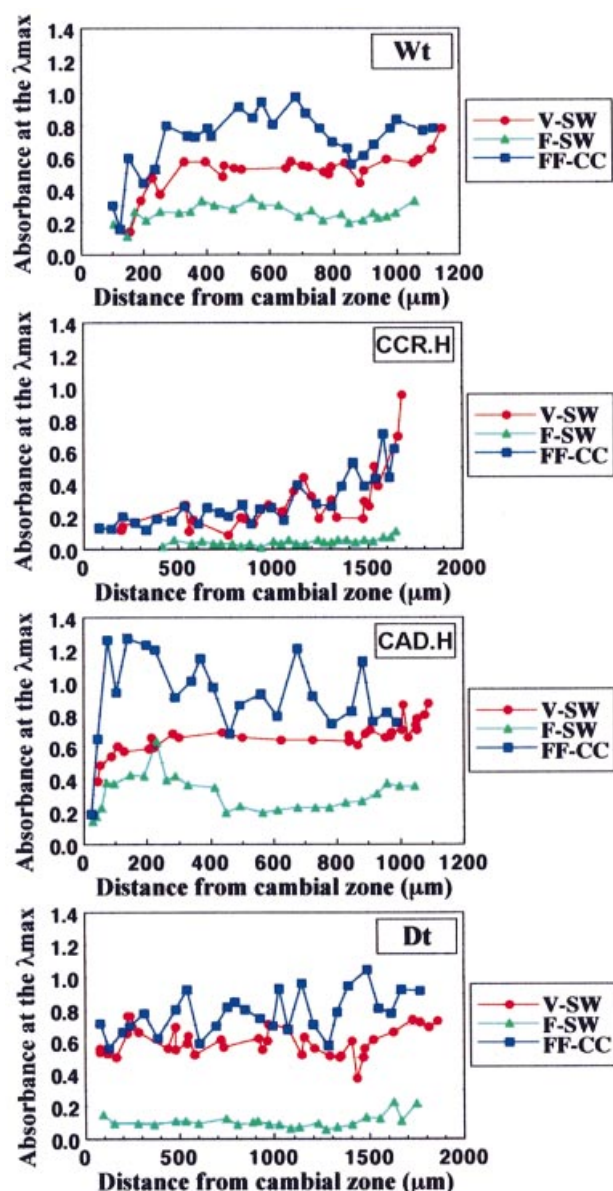 Wt
Absorbance at the λmax
1.4
1.2
1.0
0.8
0.6
0.4
0.2
0.0
0 200 400 600 800 1000 1200
Distance from cambial zone (μm)
V-SW
F-SW
FF-CC
CCR.H
Absorbance at the λmax
1.4
1.2
1.0
0.8
0.6
0.4
0.2
0
0 500 1000 1500 2000
Distance from cambial zone (μm)
V-SW
F-SW
FF-CC
CAD.H
Absorbance at the λmax
1.4
1.2
1.0
0.8
0.6
0.4
0.2
0.0
0 200 400 600 800 1000 1200
Distance from cambial zone (μm)
V-SW
F-SW
FF-CC
Dt
Absorbance at the λmax
1.4
1.2
1.0
0.8
0.6
0.4
0.2
0.0
0 500 1000 1500 2000
Distance from cambial zone (μm)
V-SW
F-SW
FF-CC